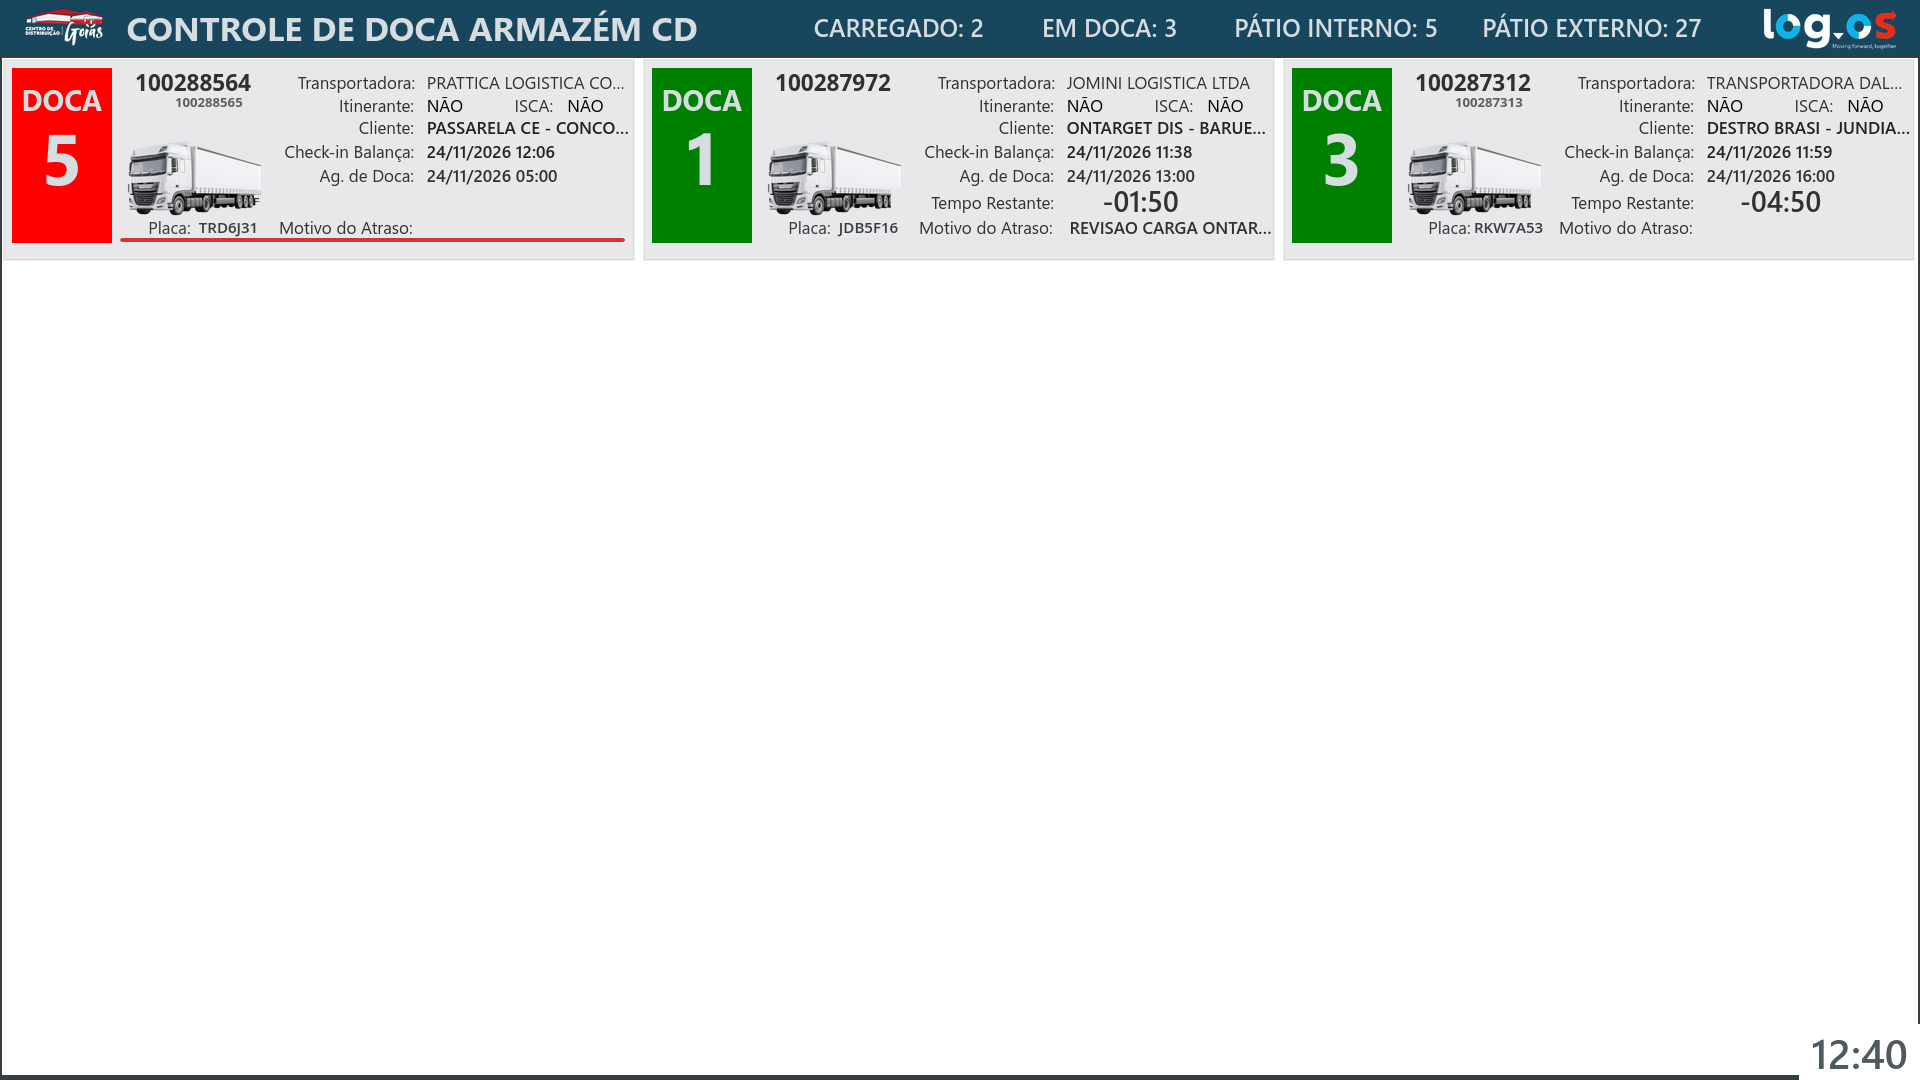 CENTRO DE DISTRIBUIÇÃO Goiás
CONTROLE DE DOCA ARMAZÉM CD
CARREGADO: 2
EM DOCA: 3
PÁTIO INTERNO: 5
PÁTIO EXTERNO: 27
log.os
Moving forward, together
DOCA
5
100288564
100288565
Transportadora: PRATTICA LOGISTICA CO...
Itinerante: NÃO ISCA: NÃO
Cliente: PASSARELA CE - CONCO...
Check-in Balança: 24/11/2026 12:06
Ag. de Doca: 24/11/2026 05:00
Placa: TRD6J31 Motivo do Atraso:
DOCA
1
100287972
Transportadora: JOMINI LOGISTICA LTDA
Itinerante: NÃO ISCA: NÃO
Cliente: ONTARGET DIS - BARUE...
Check-in Balança: 24/11/2026 11:38
Ag. de Doca: 24/11/2026 13:00
Tempo Restante: -01:50
Placa: JDB5F16 Motivo do Atraso: REVISAO CARGA ONTAR...
DOCA
3
100287312
100287313
Transportadora: TRANSPORTADORA DAL...
Itinerante: NÃO ISCA: NÃO
Cliente: DESTRO BRASI - JUNDIA...
Check-in Balança: 24/11/2026 11:59
Ag. de Doca: 24/11/2026 16:00
Tempo Restante: -04:50
Placa: RKW7A53 Motivo do Atraso:
12:40